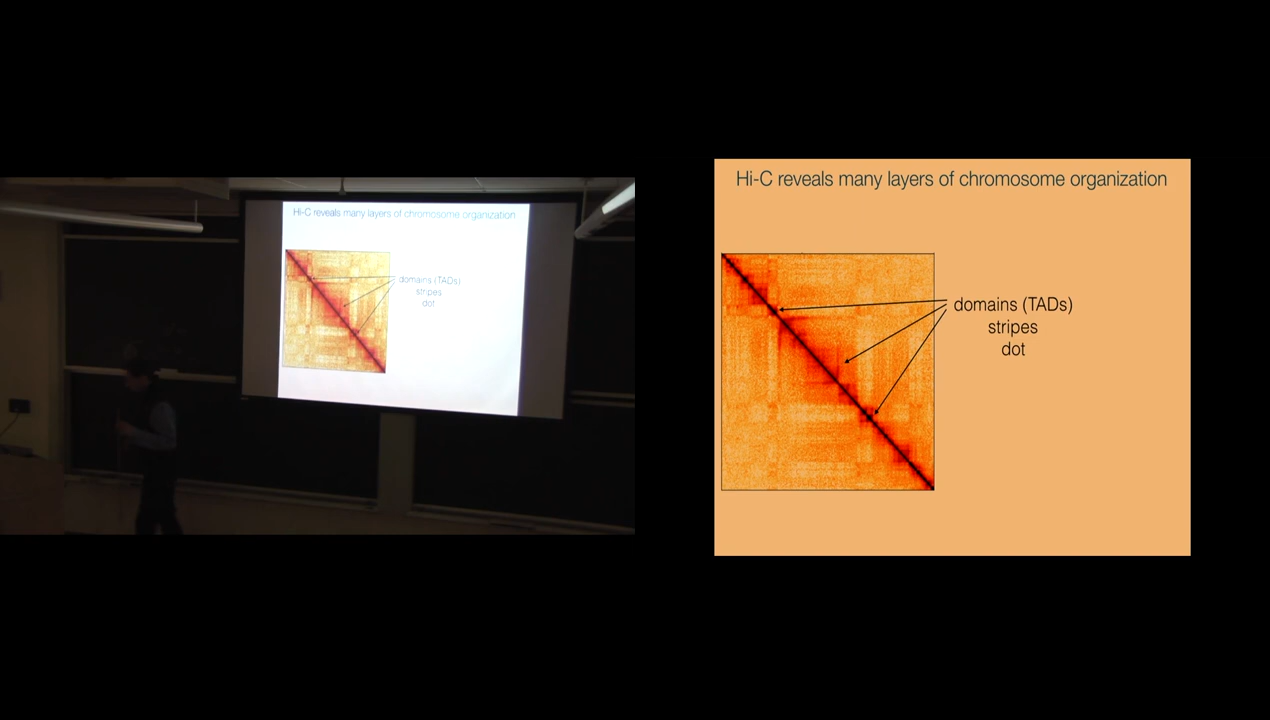 Hi-C reveals many layers of chromosome organization
domains (TADs)
stripes
dot
Hi-C reveals many layers of chromosome organization
domains (TADs)
stripes
dot